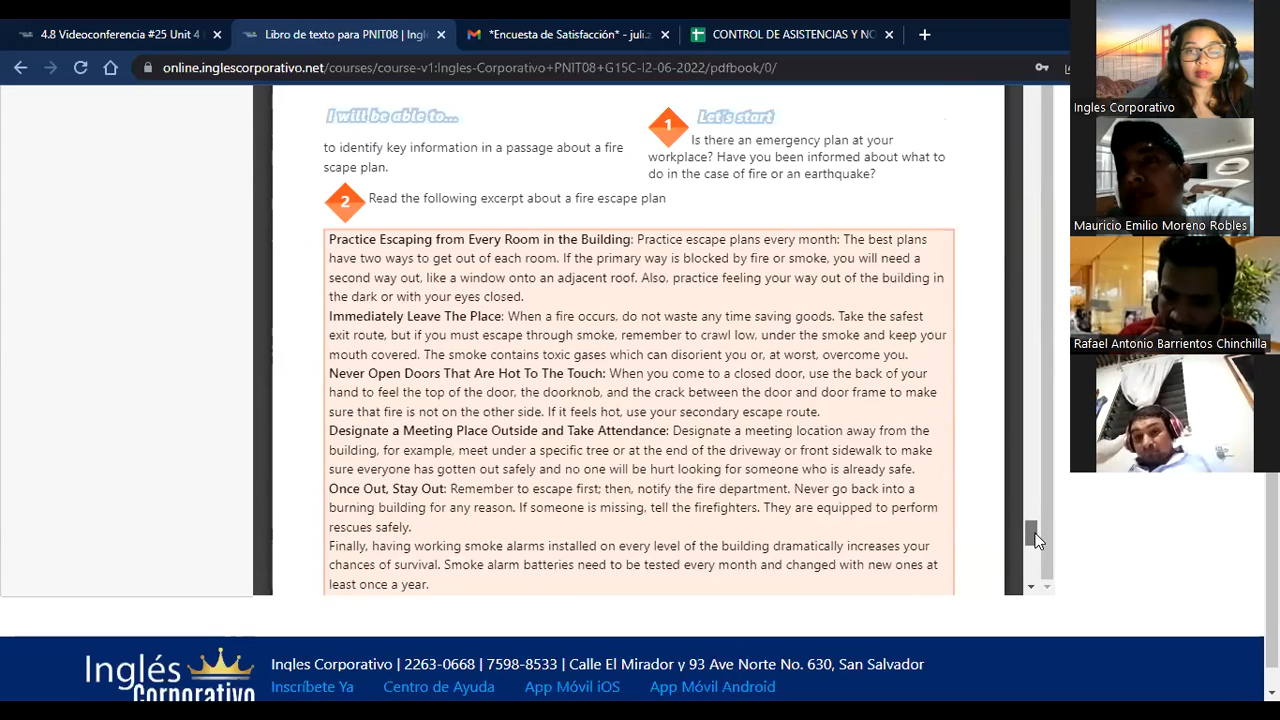 4.8 Videoconferencia #25 Unit 4
Libro de texto para PNIT08 | Ingl
*Encuesta de Satisfacción* - juli.z
CONTROL DE ASISTENCIAS Y NO
online.inglescorporativo.net/courses/course-v1:Ingles-Corporativo+PNIT08+G15C-I2-06-2022/pdfbook/0/
I will be able to...
to identify key information in a passage about a fire
scape plan.
1
Let's start
Is there an emergency plan at your
workplace? Have you been informed about what to
do in the case of fire or an earthquake?
2
Read the following excerpt about a fire escape plan
Practice Escaping from Every Room in the Building: Practice escape plans every month: The best plans
have two ways to get out of each room. If the primary way is blocked by fire or smoke, you will need a
second way out, like a window onto an adjacent roof. Also, practice feeling your way out of the building in
the dark or with your eyes closed.
Immediately Leave The Place: When a fire occurs, do not waste any time saving goods. Take the safest
exit route, but if you must escape through smoke, remember to crawl low, under the smoke and keep your
mouth covered. The smoke contains toxic gases which can disorient you or, at worst, overcome you.
Never Open Doors That Are Hot To The Touch: When you come to a closed door, use the back of your
hand to feel the top of the door, the doorknob, and the crack between the door and door frame to make
sure that fire is not on the other side. If it feels hot, use your secondary escape route.
Designate a Meeting Place Outside and Take Attendance: Designate a meeting location away from the
building, for example, meet under a specific tree or at the end of the driveway or front sidewalk to make
sure everyone has gotten out safely and no one will be hurt looking for someone who is already safe.
Once Out, Stay Out: Remember to escape first; then, notify the fire department. Never go back into a
burning building for any reason. If someone is missing, tell the firefighters. They are equipped to perform
rescues safely.
Finally, having working smoke alarms installed on every level of the building dramatically increases your
chances of survival. Smoke alarm batteries need to be tested every month and changed with new ones at
least once a year.
Ingles Corporativo
Mauricio Emilio Moreno Robles
Rafael Antonio Barrientos Chinchilla
Inglés
Corporativo
Ingles Corporativo | 2263-0668 | 7598-8533 | Calle El Mirador y 93 Ave Norte No. 630, San Salvador
Inscríbete Ya
Centro de Ayuda
App Móvil iOS
App Móvil Android